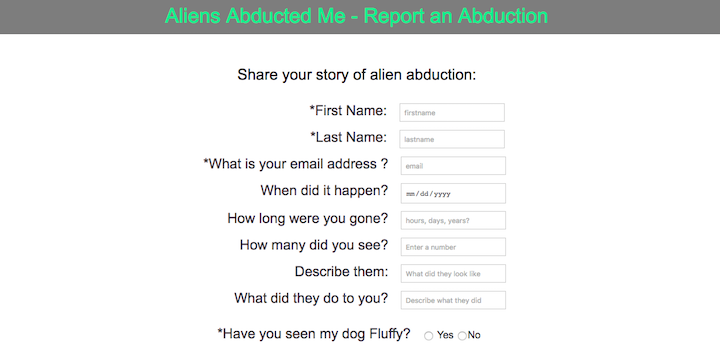 Aliens Abducted Me - Report an Abduction
Share your story of alien abduction:
*First Name: firstname
*Last Name: lastname
*What is your email address ? email
When did it happen? mm/dd/yyyy
How long were you gone? hours, days, years?
How many did you see? Enter a number
Describe them: What did they look like
What did they do to you? Describe what they did
*Have you seen my dog Fluffy? Yes No